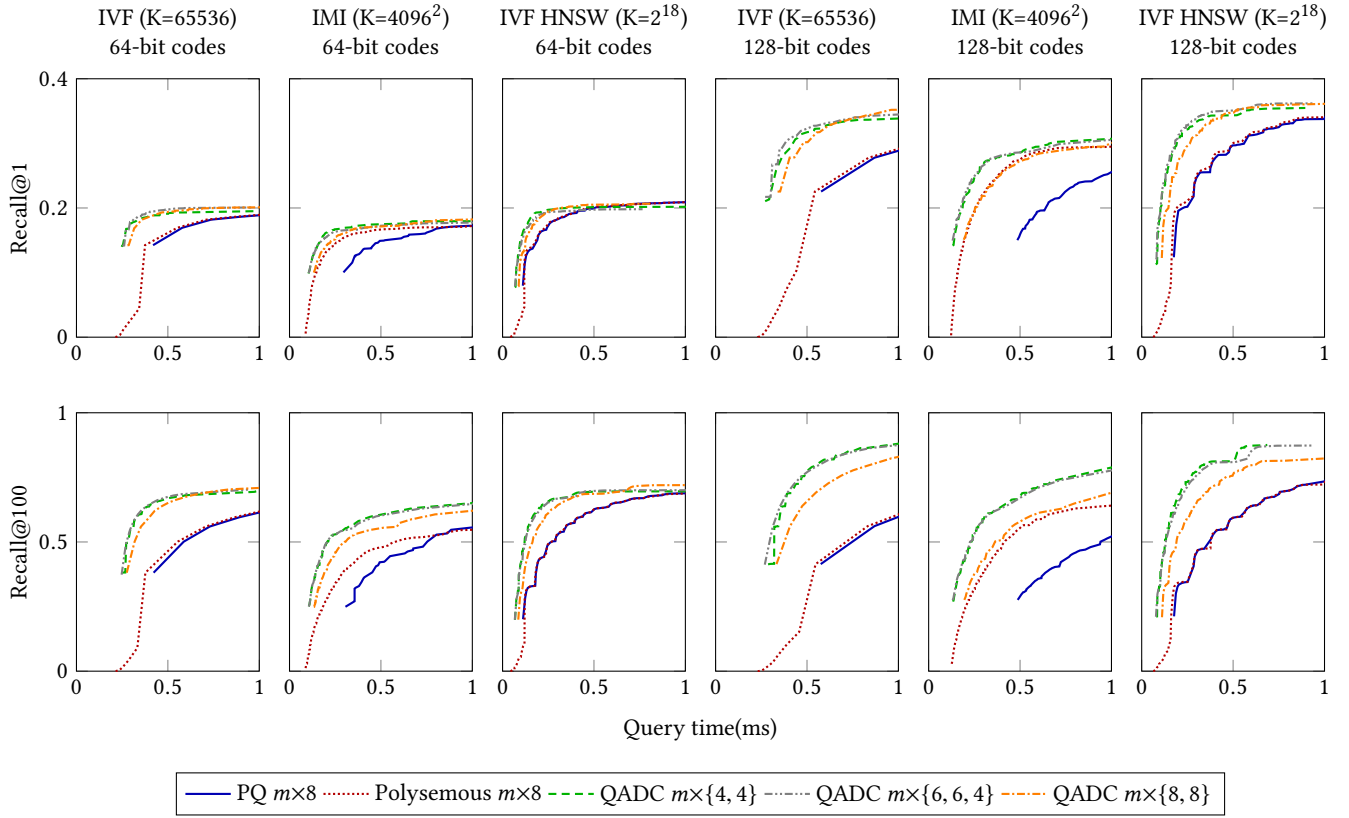 IVF (K=65536) IMI (K=4096²) IVF HNSW (K=2¹⁸) IVF (K=65536) IMI (K=4096²) IVF HNSW (K=2¹⁸)
64-bit codes 64-bit codes 64-bit codes 128-bit codes 128-bit codes 128-bit codes
0.4
0.2
0
Recall@1
0 0.5 1 0 0.5 1 0 0.5 1 0 0.5 1 0 0.5 1 0 0.5 1
1
0.5
0
Recall@100
0 0.5 1 0 0.5 1 0 0.5 1 0 0.5 1 0 0.5 1 0 0.5 1
Query time(ms)
PQ m×8 Polysemous m×8 QADC m×{4, 4} QADC m×{6, 6, 4} QADC m×{8, 8}